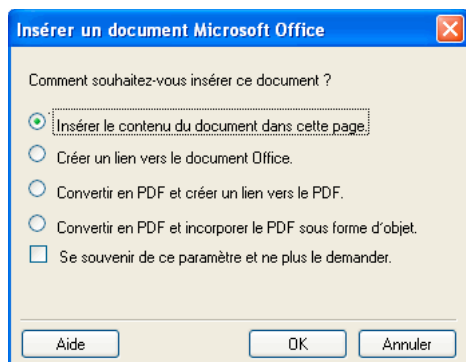 Insérer un document Microsoft Office
Comment souhaitez-vous insérer ce document ?
Insérer le contenu du document dans cette page.
Créer un lien vers le document Office.
Convertir en PDF et créer un lien vers le PDF.
Convertir en PDF et incorporer le PDF sous forme d'objet.
Se souvenir de ce paramètre et ne plus le demander.
Aide OK Annuler